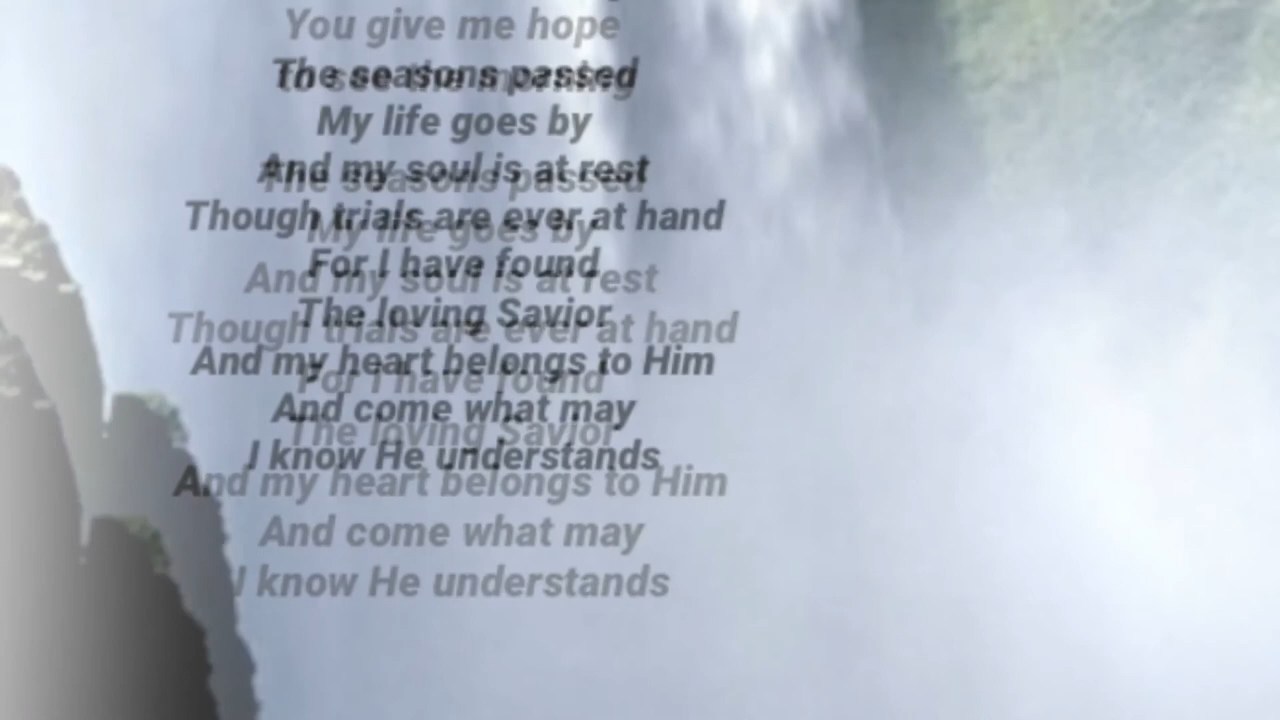 You give me hope
to see the morning
The seasons passed
My life goes by
And my soul is at rest
Though trials are ever at hand
For I have found
The loving Savior
And my heart belongs to Him
And come what may
I know He understands
The seasons passed
My life goes by
And my soul is at rest
Though trials are ever at hand
For I have found
The loving Savior
And my heart belongs to Him
And come what may
I know He understands